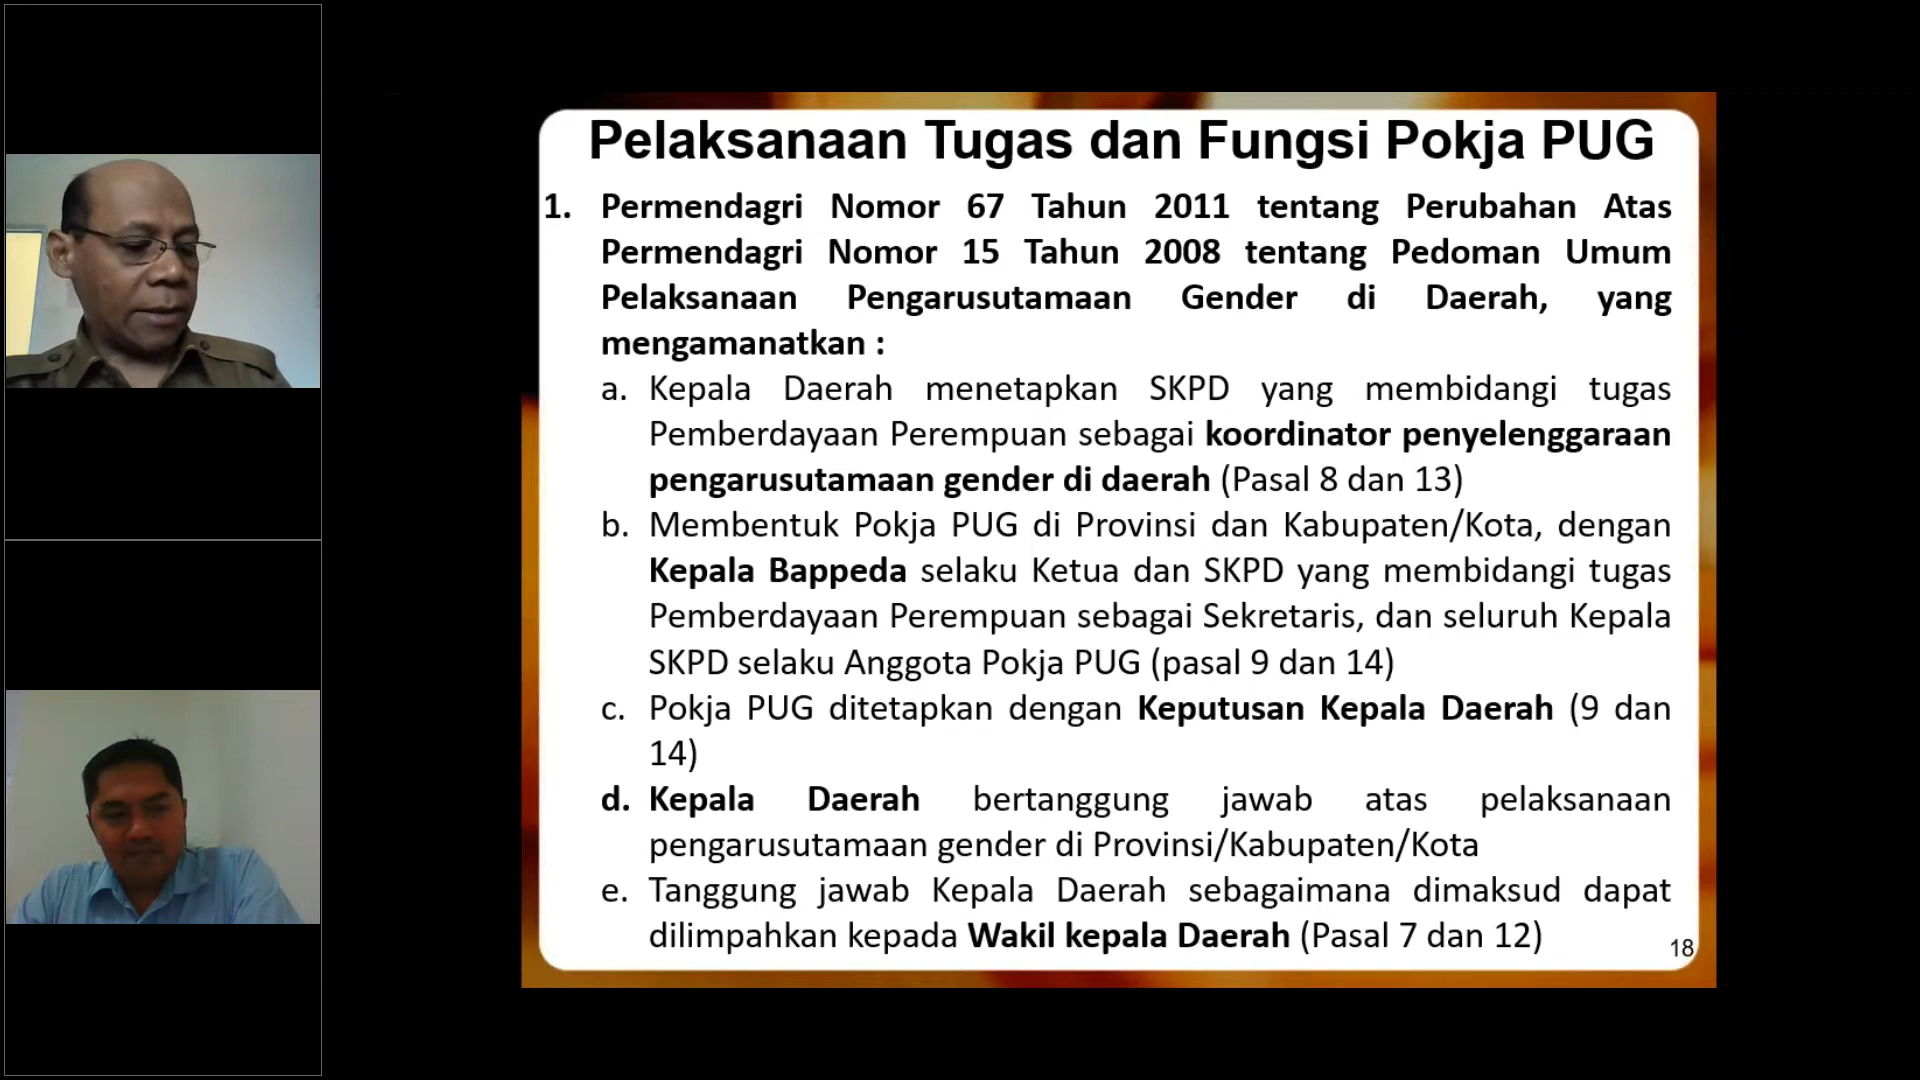 Pelaksanaan Tugas dan Fungsi Pokja PUG
1. Permendagri Nomor 67 Tahun 2011 tentang Perubahan Atas
Permendagri Nomor 15 Tahun 2008 tentang Pedoman Umum
Pelaksanaan Pengarusutamaan Gender di Daerah, yang
mengamanatkan :
a. Kepala Daerah menetapkan SKPD yang membidangi tugas
Pemberdayaan Perempuan sebagai koordinator penyelenggaraan
pengarusutamaan gender di daerah (Pasal 8 dan 13)
b. Membentuk Pokja PUG di Provinsi dan Kabupaten/Kota, dengan
Kepala Bappeda selaku Ketua dan SKPD yang membidangi tugas
Pemberdayaan Perempuan sebagai Sekretaris, dan seluruh Kepala
SKPD selaku Anggota Pokja PUG (pasal 9 dan 14)
c. Pokja PUG ditetapkan dengan Keputusan Kepala Daerah (9 dan
14)
d. Kepala Daerah bertanggung jawab atas pelaksanaan
pengarusutamaan gender di Provinsi/Kabupaten/Kota
e. Tanggung jawab Kepala Daerah sebagaimana dimaksud dapat
dilimpahkan kepada Wakil kepala Daerah (Pasal 7 dan 12)
18